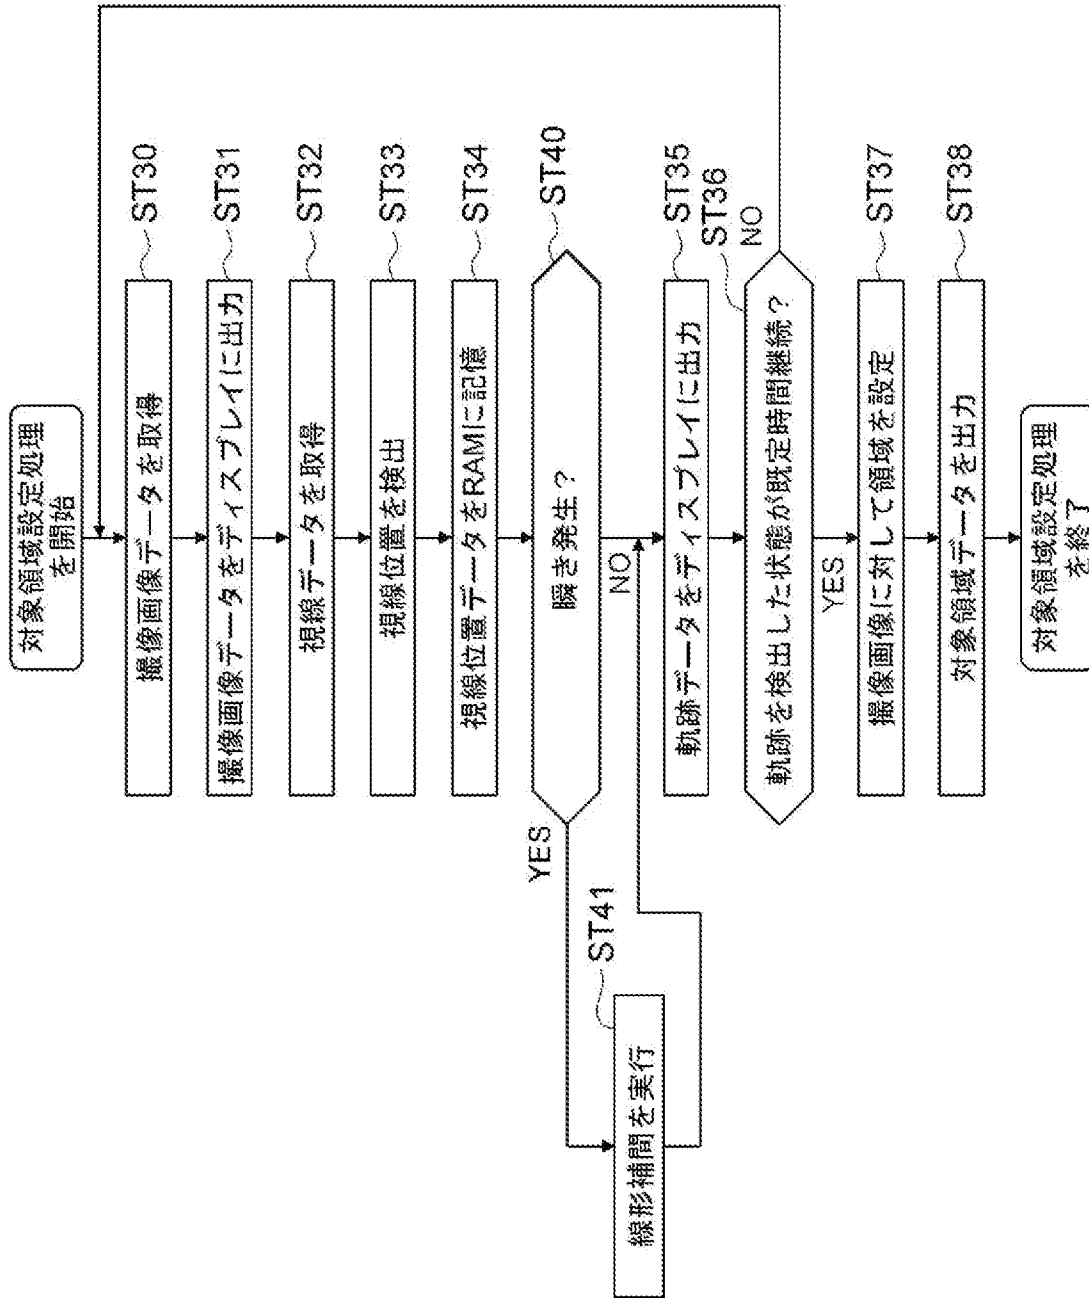 対象領域設定処理
を開始
撮像画像データを取得
ST30
撮像画像データをディスプレイに出力
ST31
視線データを取得
ST32
視線位置を検出
ST33
視線位置データをRAMに記憶
ST34
瞬き発生？
ST40
YES
NO
線形補間を実行
ST41
軌跡データをディスプレイに出力
ST35
軌跡を検出した状態が既定時間継続？
ST36
NO
YES
撮像画像に対して領域を設定
ST37
対象領域データを出力
ST38
対象領域設定処理
を終了